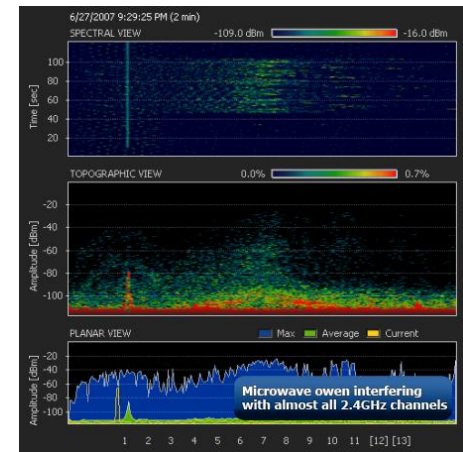 6/27/2007 9:29:25 PM (2 min)
SPECTRAL VIEW -109.0 dBm -16.0 dBm
Time [sec]
100
80
60
40
20
TOPOGRAPHIC VIEW 0.0% 0.7%
Amplitude [dBm]
-20
-40
-60
-80
-100
PLANAR VIEW Max Average Current
Amplitude [dBm]
-20
-40
-60
-80
-100
Microwave owen interfering
with almost all 2.4GHz channels
1 2 3 4 5 6 7 8 9 10 11 [12] [13]